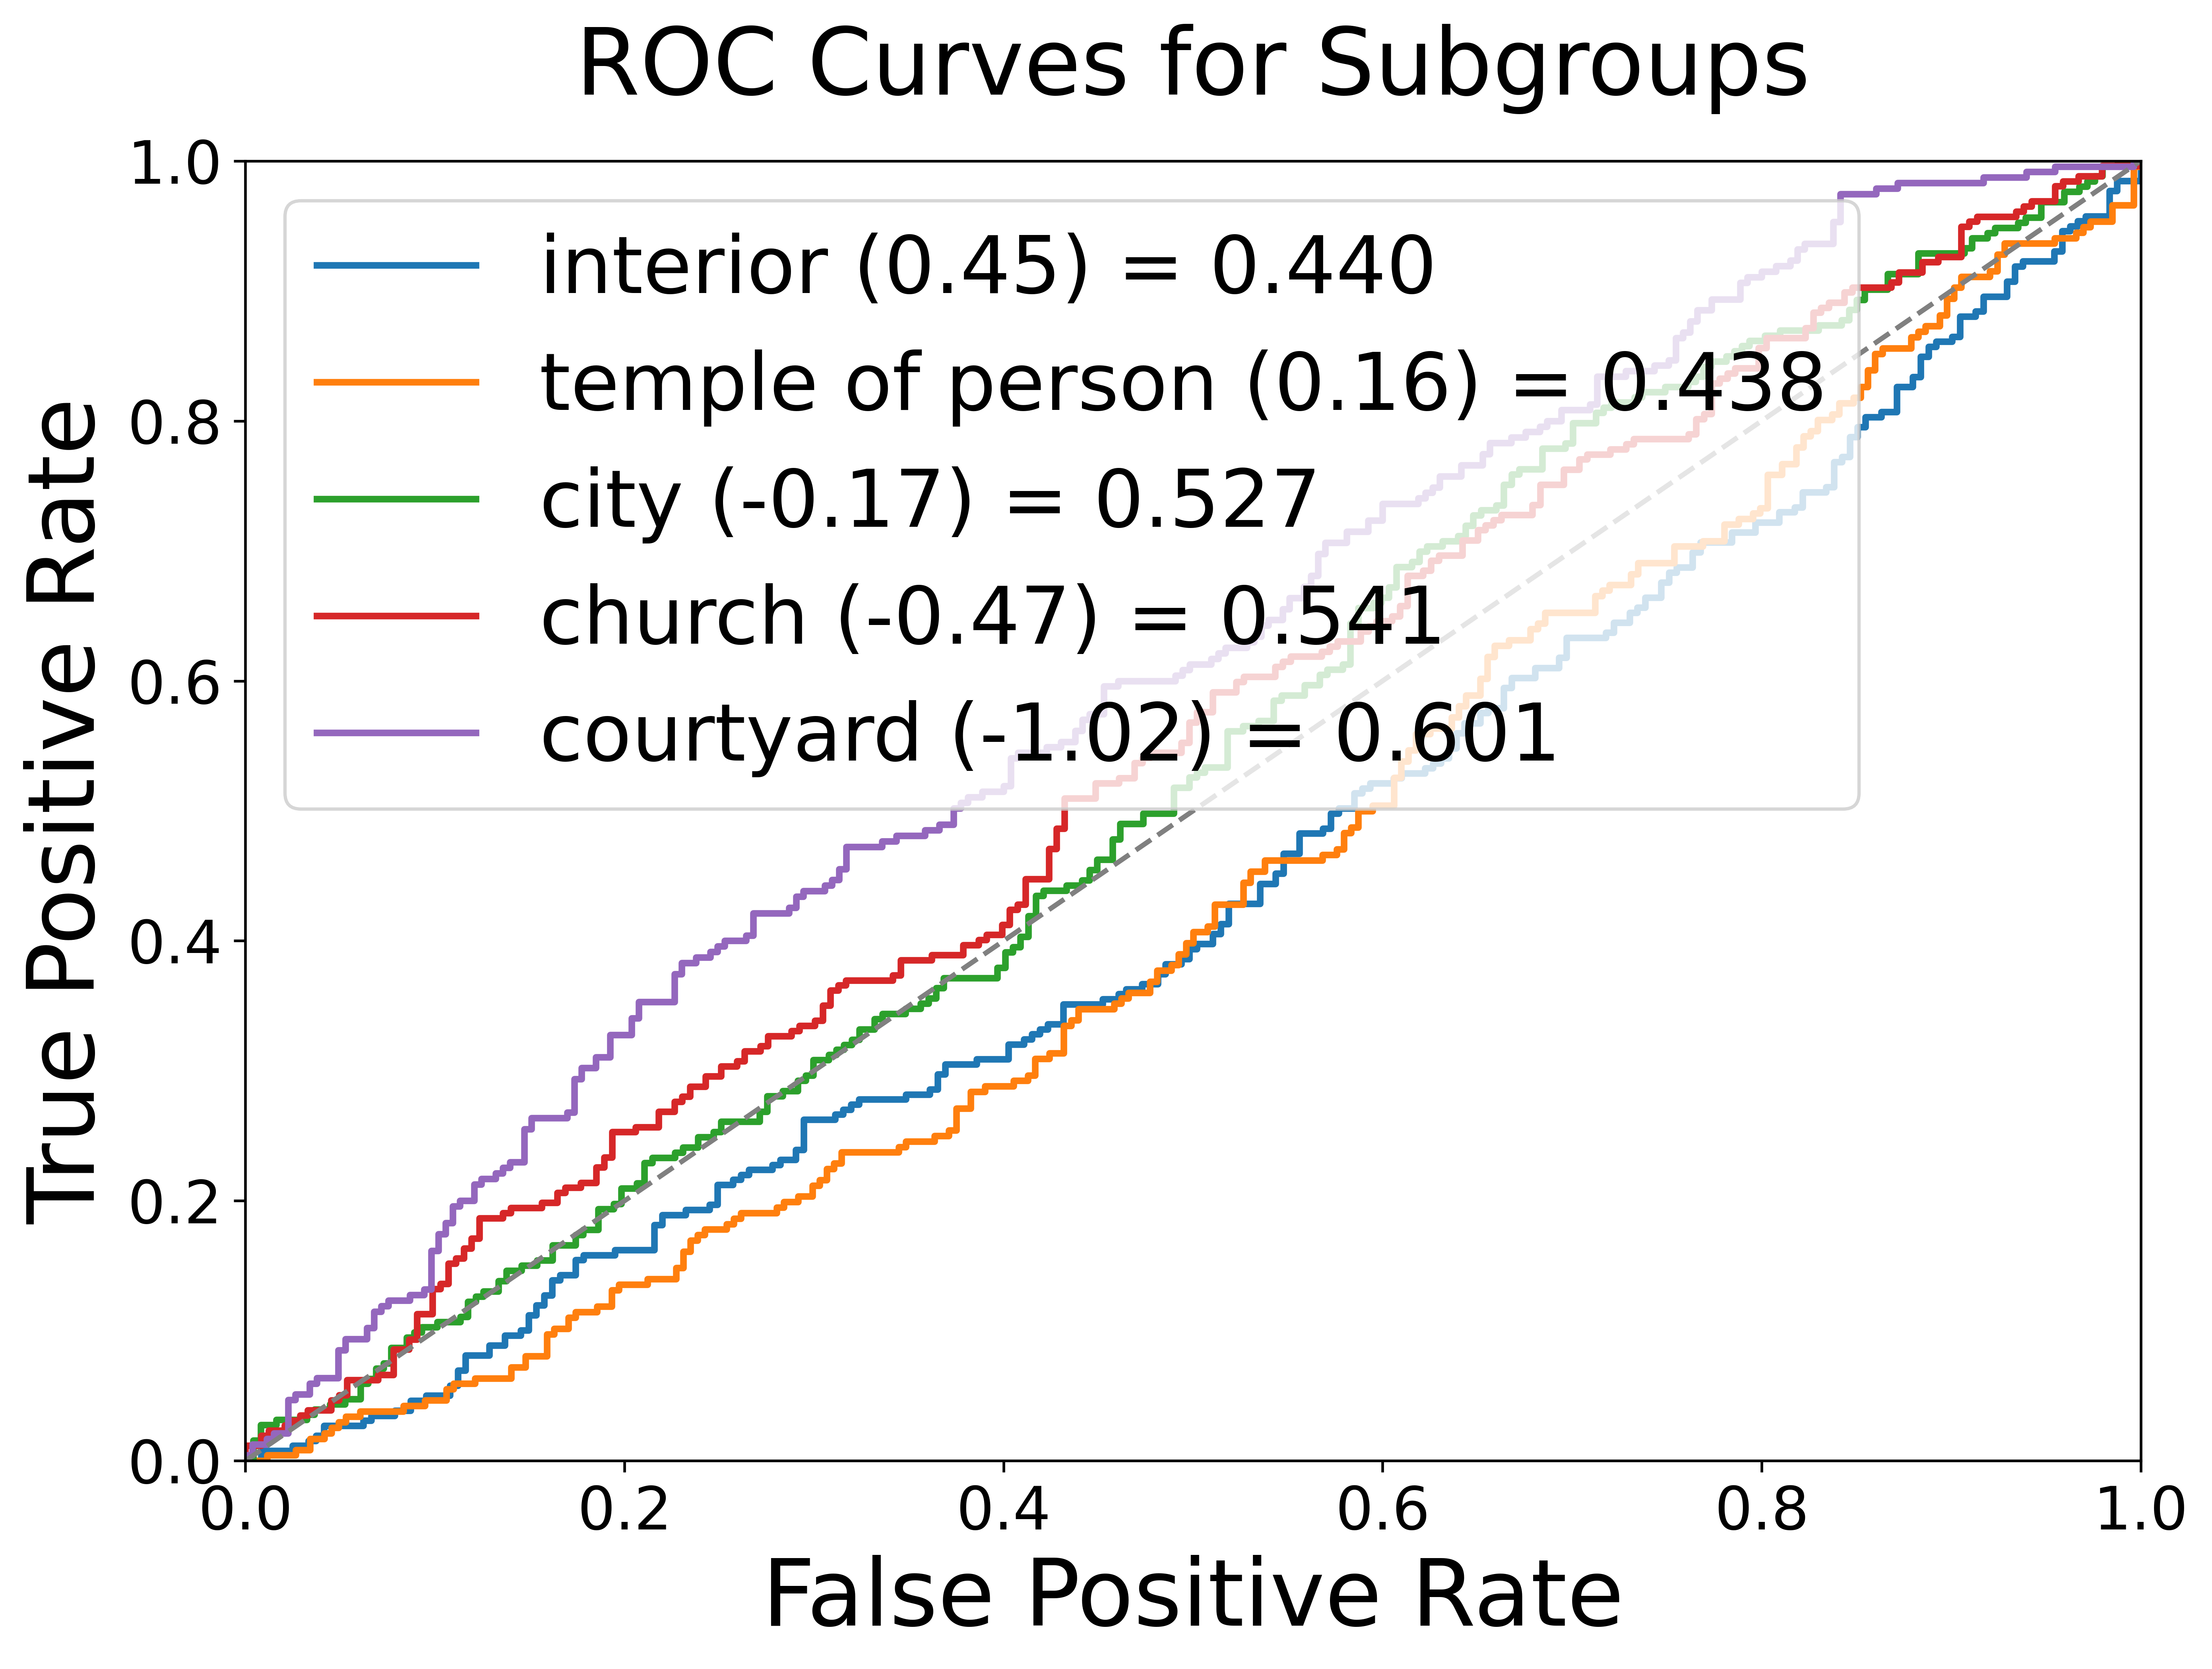 ROC Curves for Subgroups
True Positive Rate
1.0
0.8
0.6
0.4
0.2
0.0
interior (0.45) = 0.440
temple of person (0.16) = 0.438
city (-0.17) = 0.527
church (-0.47) = 0.541
courtyard (-1.02) = 0.601
0.0 0.2 0.4 0.6 0.8 1.0
False Positive Rate